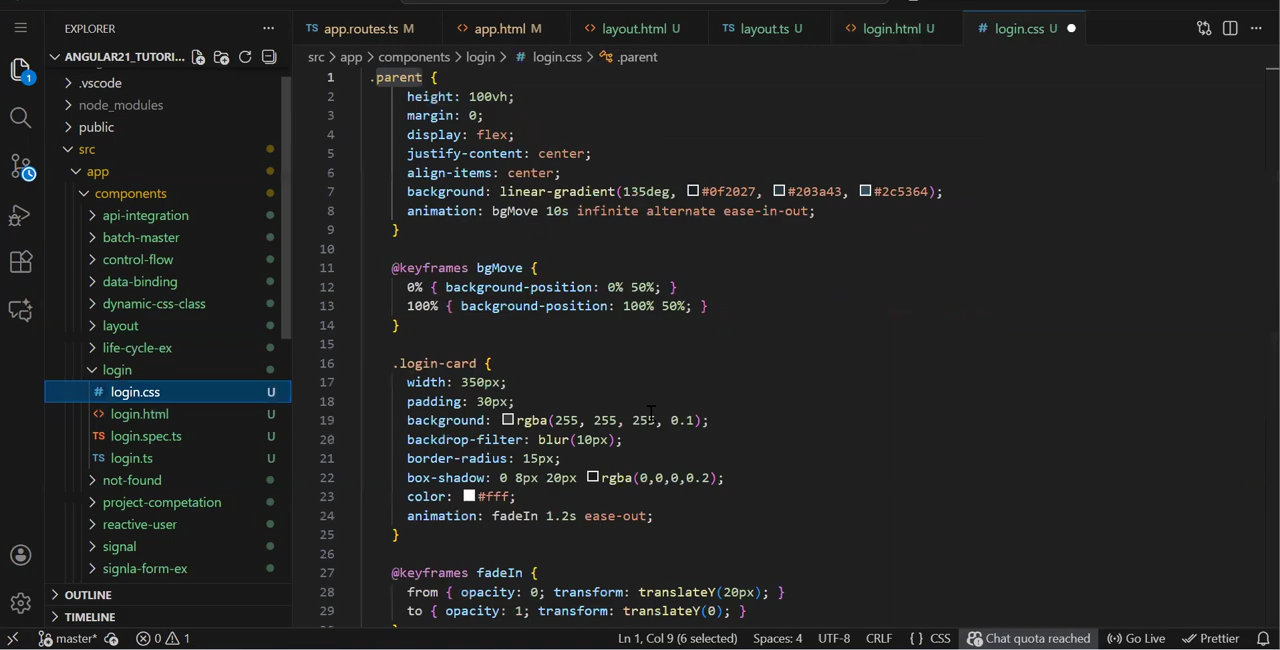 EXPLORER
ANGULAR21_TUTORI...
.vscode
node_modules
public
src
app
components
api-integration
batch-master
control-flow
data-binding
dynamic-css-class
layout
life-cycle-ex
login
# login.css U
<> login.html U
TS login.spec.ts U
TS login.ts U
not-found
project-competation
reactive-user
signal
signla-form-ex
OUTLINE
TIMELINE
TS app.routes.ts M <> app.html M <> layout.html U TS layout.ts U <> login.html U # login.css U
src > app > components > login > # login.css > .parent
1 .parent {
2 height: 100vh;
3 margin: 0;
4 display: flex;
5 justify-content: center;
6 align-items: center;
7 background: linear-gradient(135deg, #0f2027, #203a43, #2c5364);
8 animation: bgMove 10s infinite alternate ease-in-out;
9 }
10
11 @keyframes bgMove {
12 0% { background-position: 0% 50%; }
13 100% { background-position: 100% 50%; }
14 }
15
16 .login-card {
17 width: 350px;
18 padding: 30px;
19 background: rgba(255, 255, 255, 0.1);
20 backdrop-filter: blur(10px);
21 border-radius: 15px;
22 box-shadow: 0 8px 20px rgba(0,0,0,0.2);
23 color: #fff;
24 animation: fadeIn 1.2s ease-out;
25 }
26
27 @keyframes fadeIn {
28 from { opacity: 0; transform: translateY(20px); }
29 to { opacity: 1; transform: translateY(0); }
1
master* 0 1 Ln 1, Col 9 (6 selected) Spaces: 4 UTF-8 CRLF { } CSS Chat quota reached Go Live Prettier